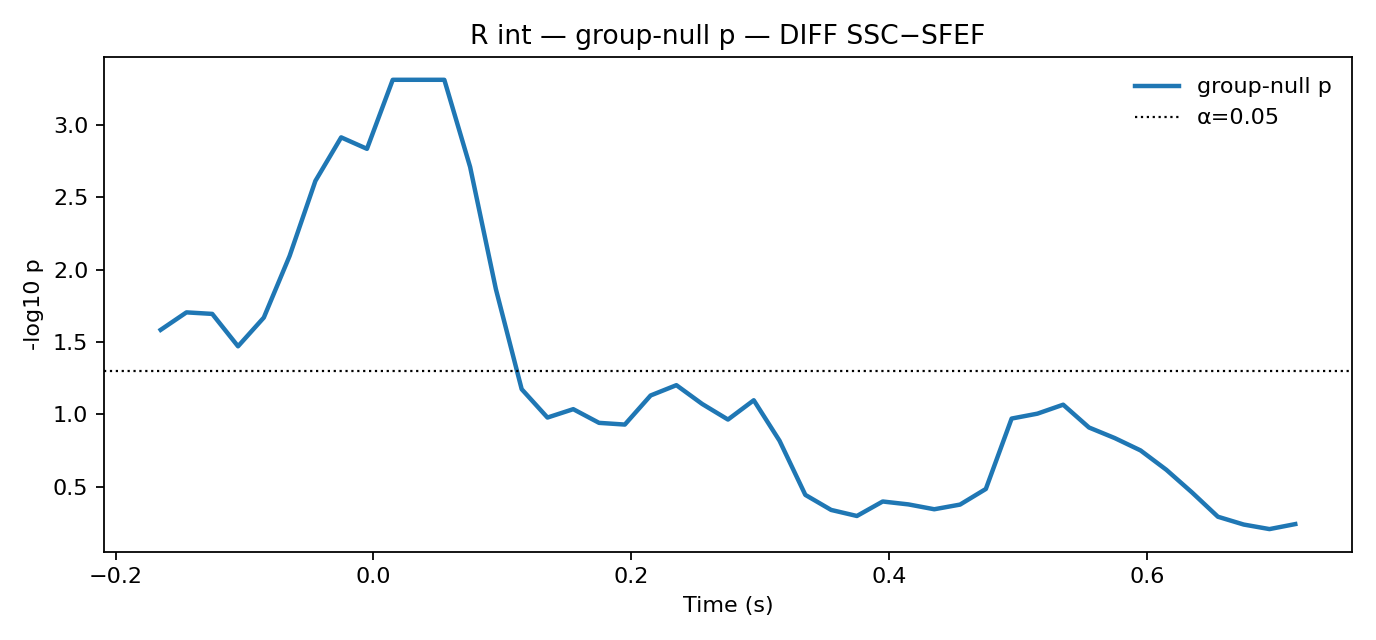 R int — group-null p — DIFF SSC−SFEF
group-null p
α=0.05
-log10 p
3.0
2.5
2.0
1.5
1.0
0.5
−0.2
0.0
0.2
0.4
0.6
Time (s)